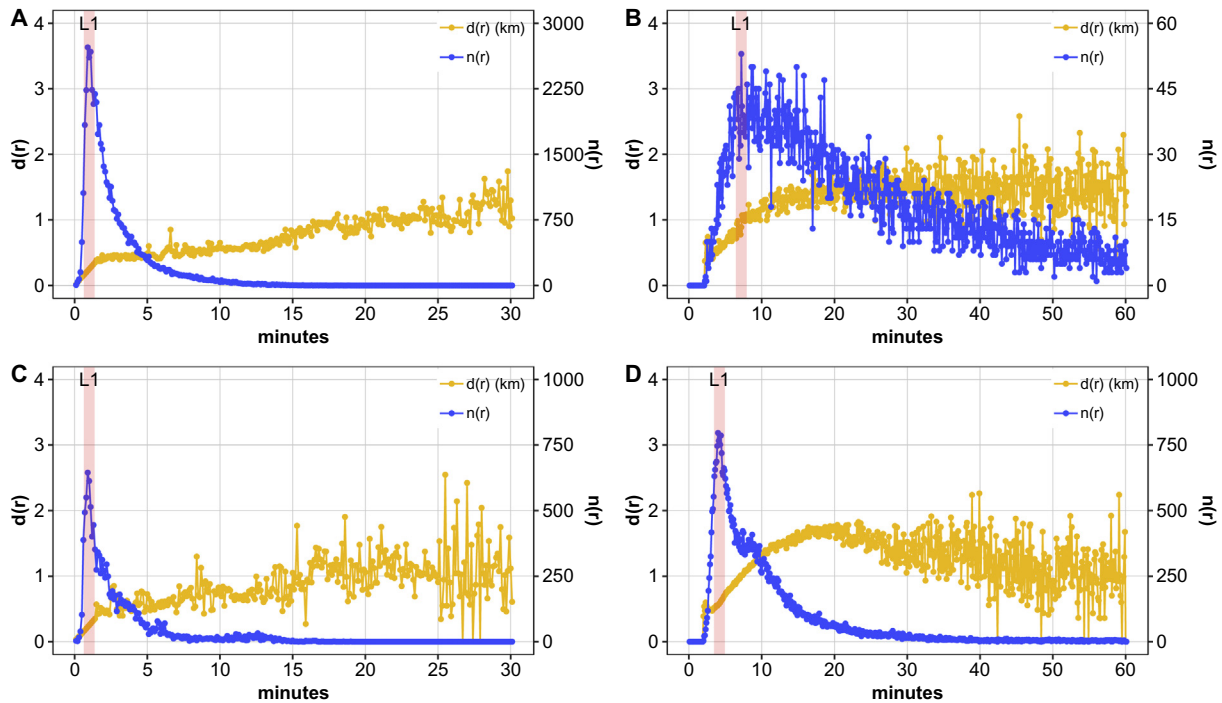 A
L1
d(r) (km)
n(r)
4
3
2
1
0
d(r)
3000
2250
1500
750
0
n(r)
0 5 10 15 20 25 30
minutes
B
L1
d(r) (km)
n(r)
4
3
2
1
0
d(r)
60
45
30
15
0
n(r)
0 10 20 30 40 50 60
minutes
C
L1
d(r) (km)
n(r)
4
3
2
1
0
d(r)
1000
750
500
250
0
n(r)
0 5 10 15 20 25 30
minutes
D
L1
d(r) (km)
n(r)
4
3
2
1
0
d(r)
1000
750
500
250
0
n(r)
0 10 20 30 40 50 60
minutes